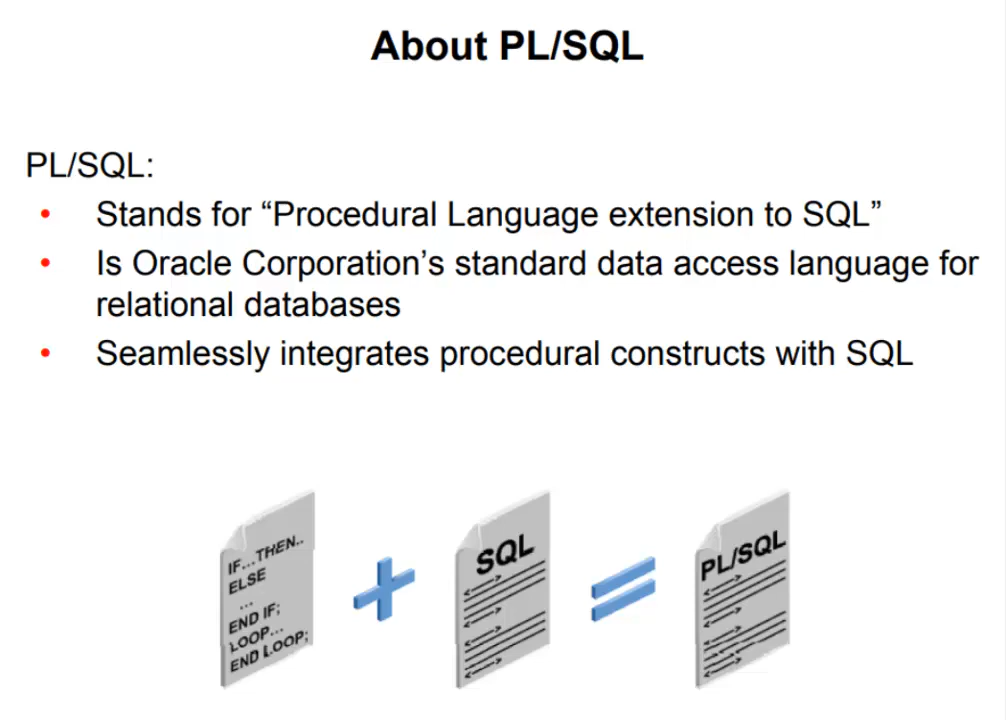 About PL/SQL
PL/SQL:
• Stands for “Procedural Language extension to SQL”
• Is Oracle Corporation’s standard data access language for
relational databases
• Seamlessly integrates procedural constructs with SQL
IF...THEN..
ELSE
...
END IF;
LOOP...
END LOOP;
SQL
PL/SQL